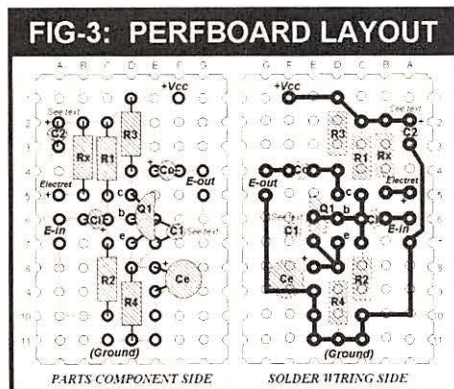 FIG-3: PERFBOARD LAYOUT
A B C D E F G
+Vcc
See text
+
C2
R3
Rx
R1
+
Co
Electret
+
E-out
c
Q1
E-in
+
b
C1
See text
e
R2
+
Ce
R4
(Ground)
PARTS COMPONENT SIDE
G F E D C B A
+Vcc
See text
+
R3
C2
R1
Rx
E-out
Co
Electret
+
c
Q1
See text
b
E-in
+
C1
e
+
Ce
R2
R4
(Ground)
SOLDER WIRING SIDE